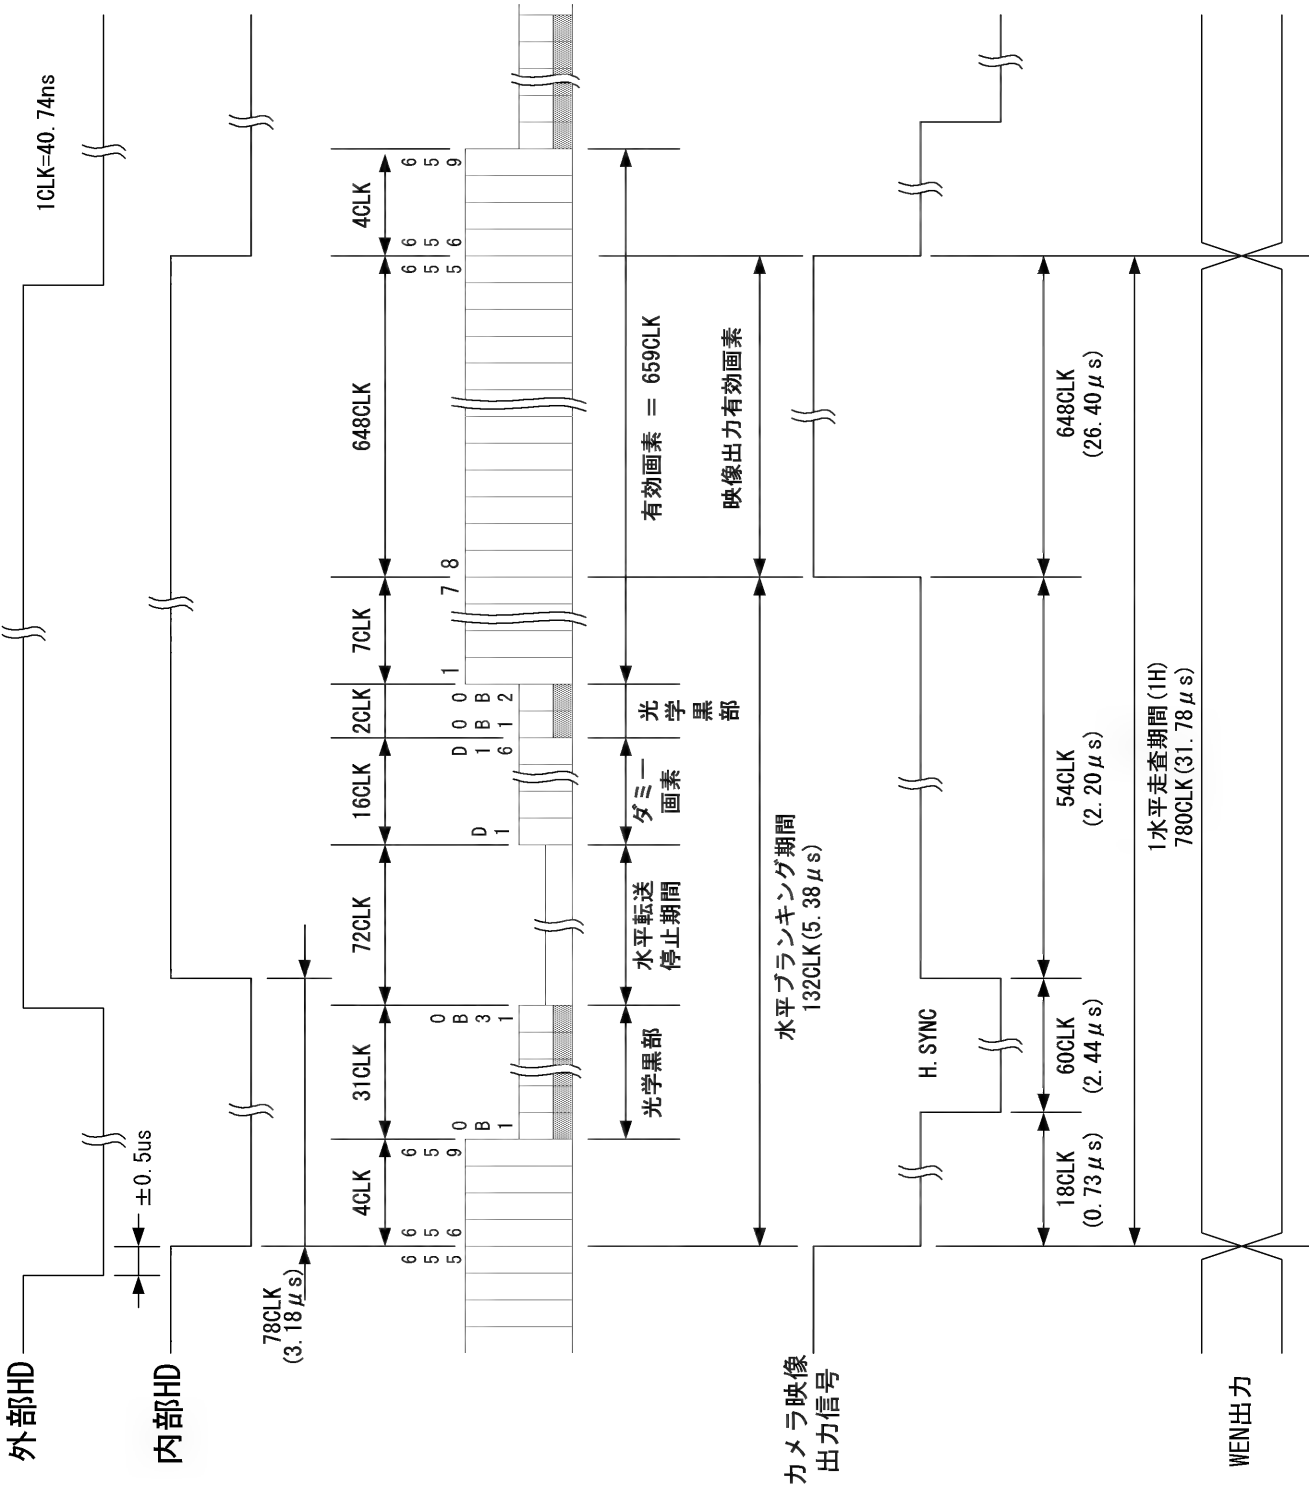 外部HD
1CLK=40.74ns
±0.5us
内部HD
78CLK
(3.18μs)
4CLK
31CLK
72CLK
16CLK
2CLK
7CLK
648CLK
4CLK
655
656
659
OB1
OB31
D1
D16
OB1
OB2
1
7
8
655
656
659
光学黒部
水平転送
停止期間
ダミー
画素
光学
黒部
有効画素 = 659CLK
映像出力有効画素
水平ブランキング期間
132CLK(5.38μs)
カメラ映像
出力信号
H.SYNC
18CLK
(0.73μs)
60CLK
(2.44μs)
54CLK
(2.20μs)
648CLK
(26.40μs)
1水平走査期間(1H)
780CLK(31.78μs)
WEN出力